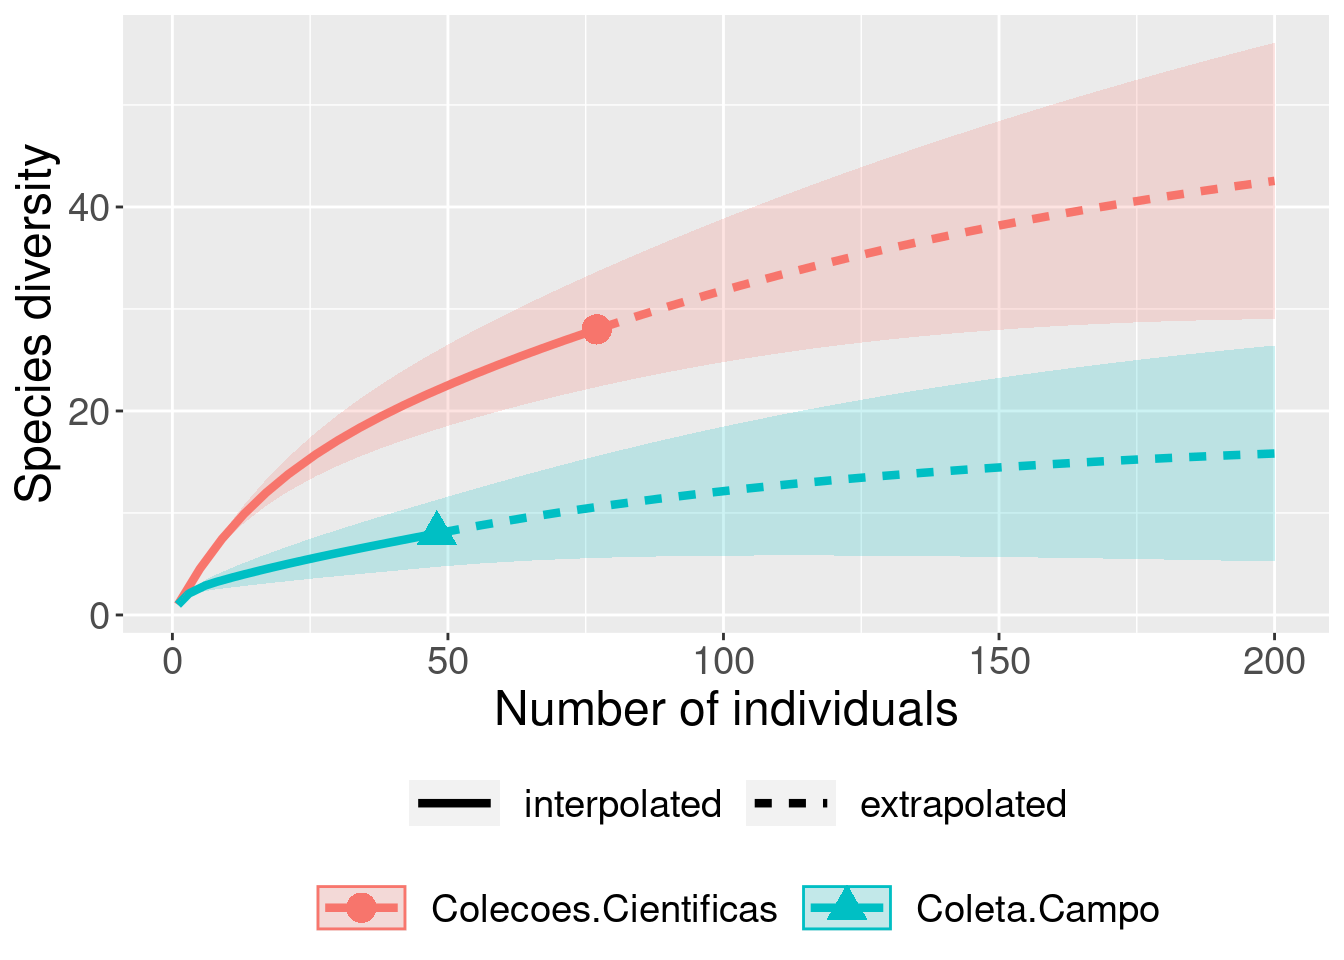 Species diversity
40
20
0
0 50 100 150 200
Number of individuals
interpolated extrapolated
Colecoes.Cientificas Coleta.Campo